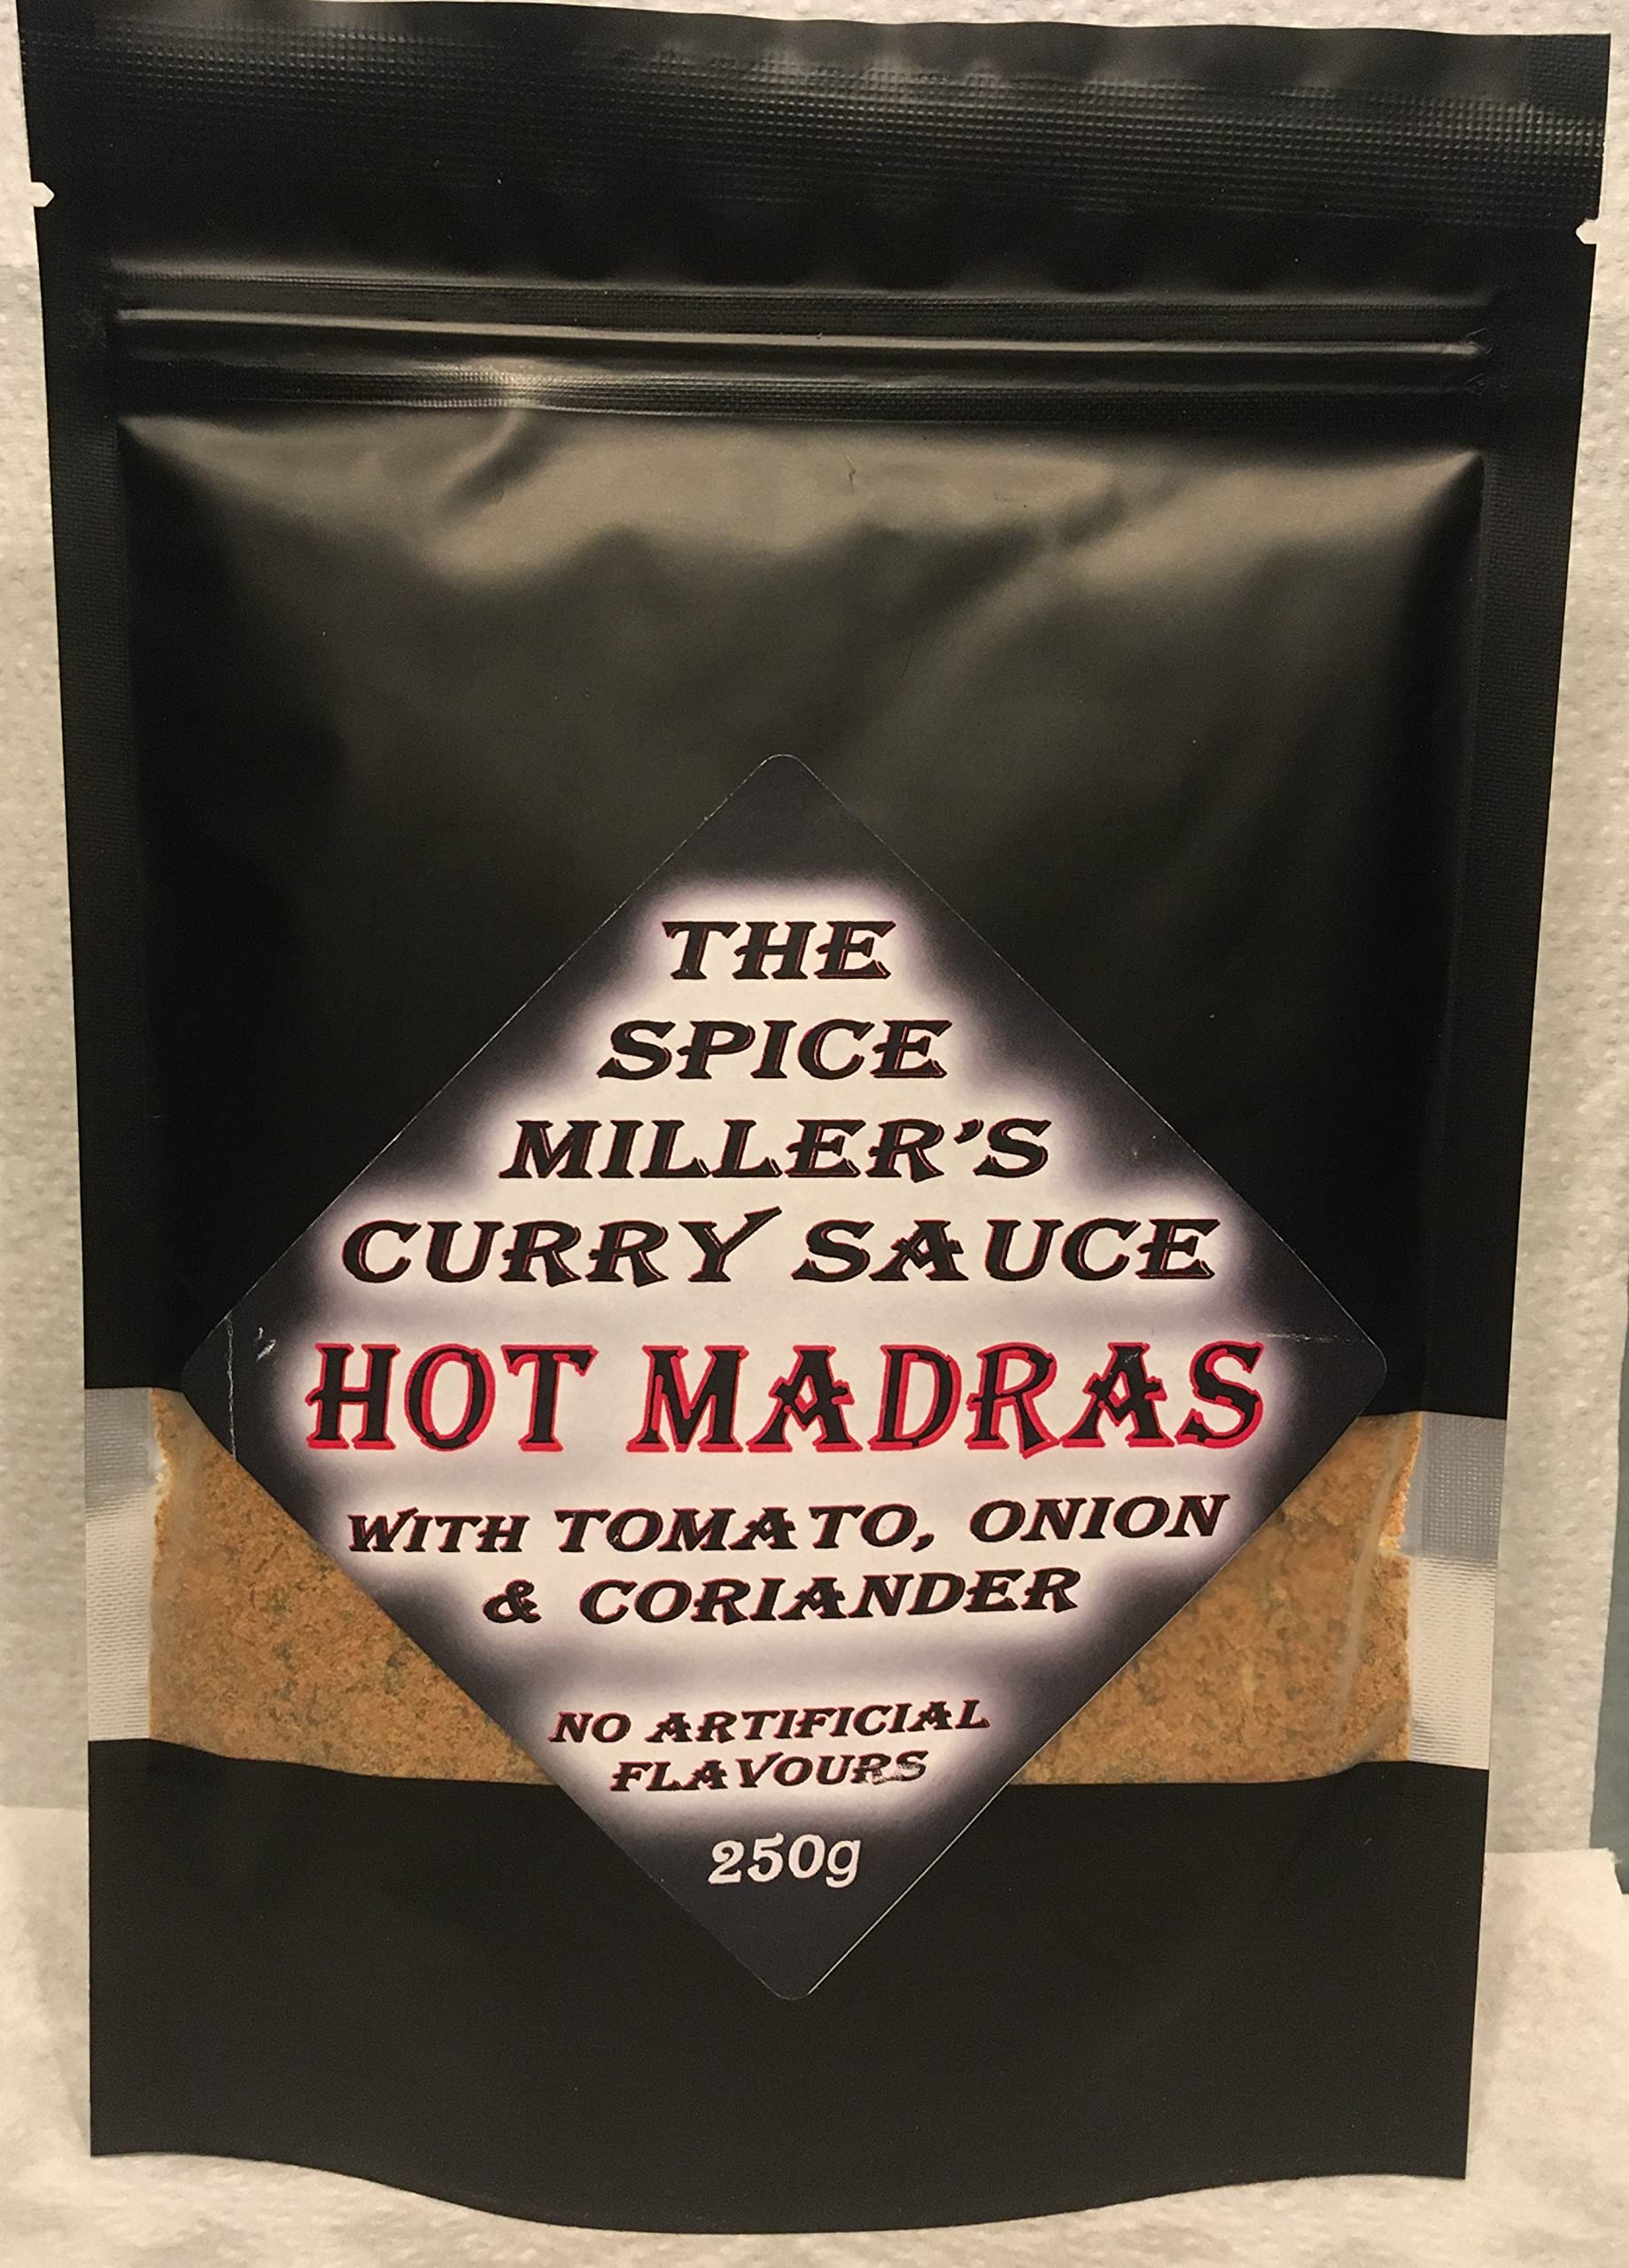 THE
SPICE
MILLER'S
CURRY SAUCE
HOT MADRAS
WITH TOMATO, ONION
& CORIANDER
NO ARTIFICIAL
FLAVOURS
250g